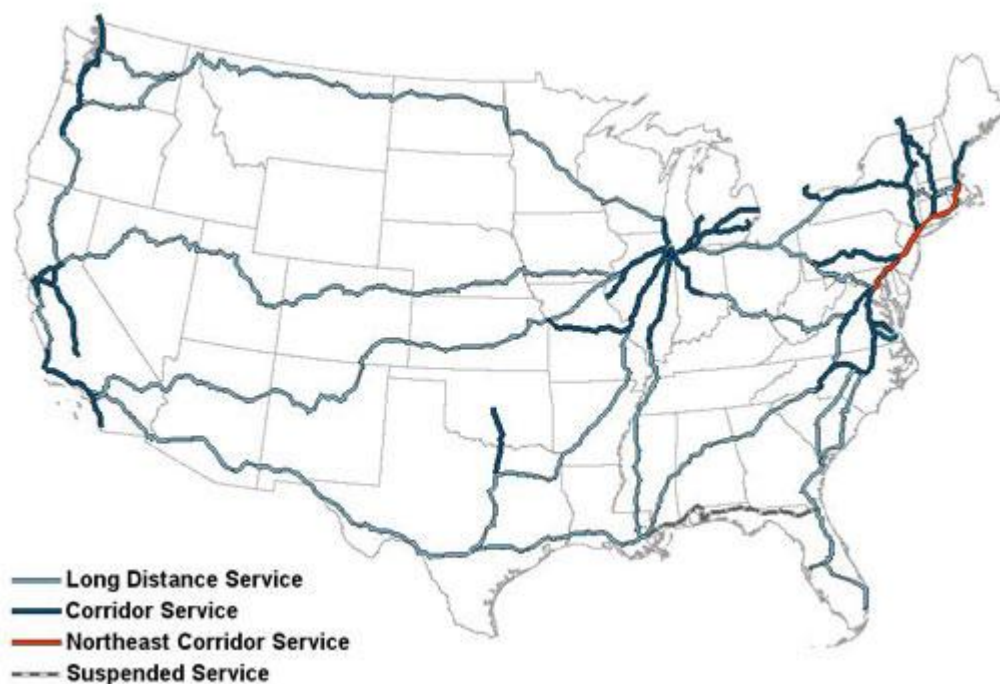 Long Distance Service
Corridor Service
Northeast Corridor Service
Suspended Service